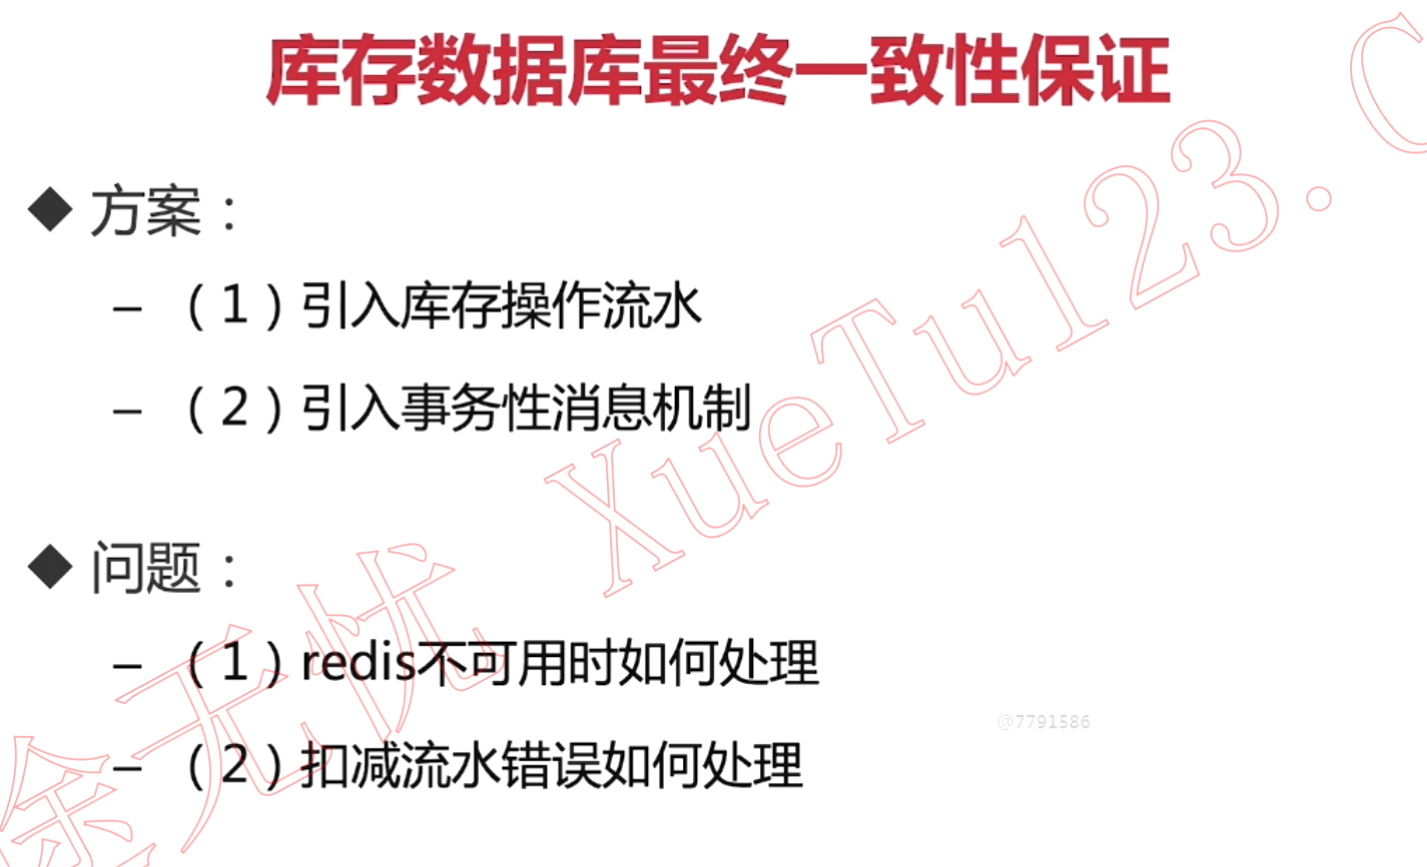 库存数据库最终一致性保证
◆ 方案：
– （1）引入库存操作流水
– （2）引入事务性消息机制
◆ 问题：
– （1）redis不可用时如何处理
– （2）扣减流水错误如何处理
@7791586
途无忧 XueTu123.C